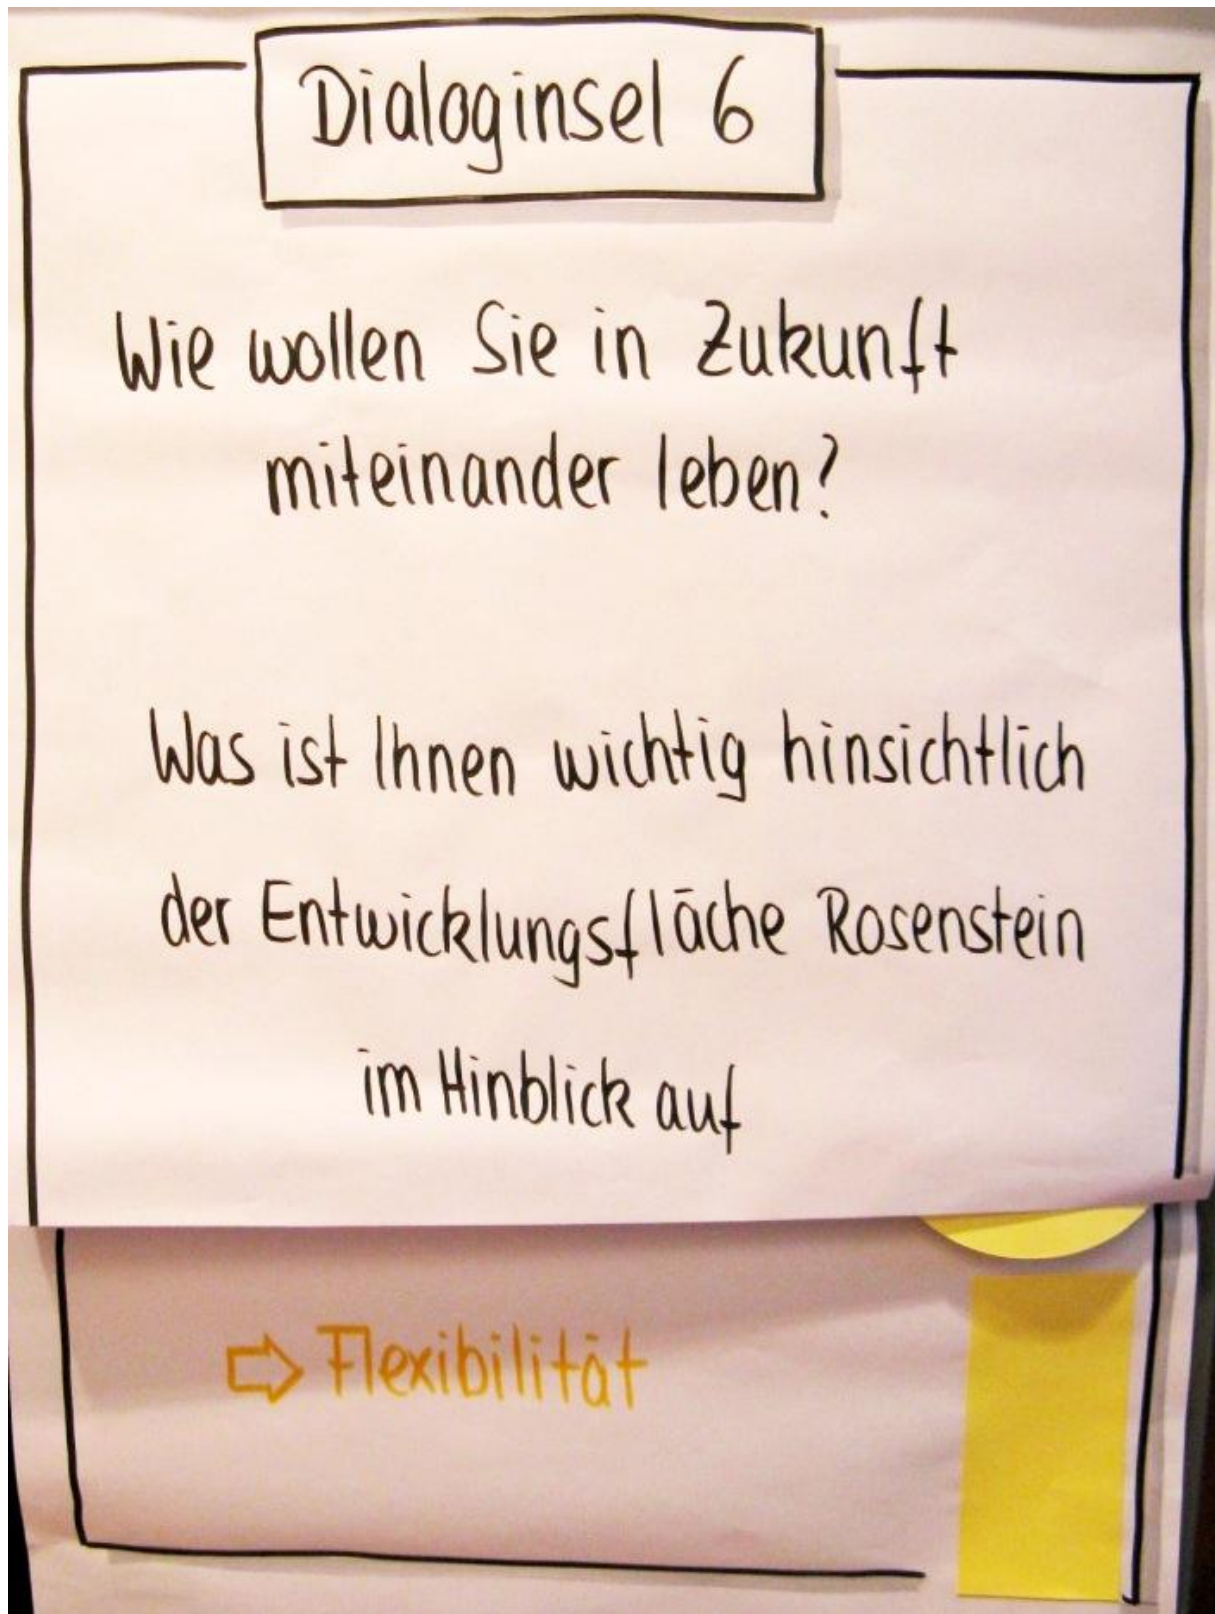 Dialoginsel 6
Wie wollen Sie in Zukunft
miteinander leben?
Was ist Ihnen wichtig hinsichtlich
der Entwicklungsfläche Rosenstein
im Hinblick auf
⇨ Flexibilität